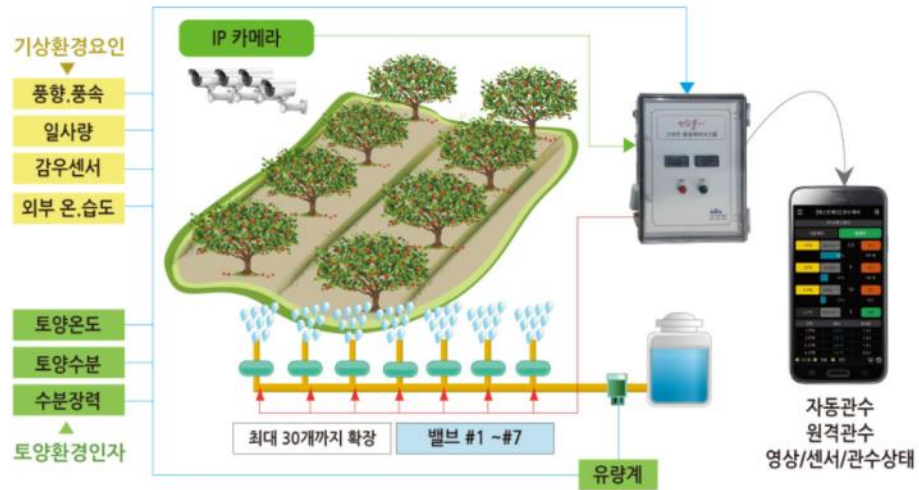 기상환경요인
풍향.풍속
일사량
감우센서
외부 온.습도
IP 카메라
토양온도
토양수분
수분장력
토양환경인자
최대 30개까지 확장
밸브 #1 ~#7
유량계
자동관수
원격관수
영상/센서/관수상태